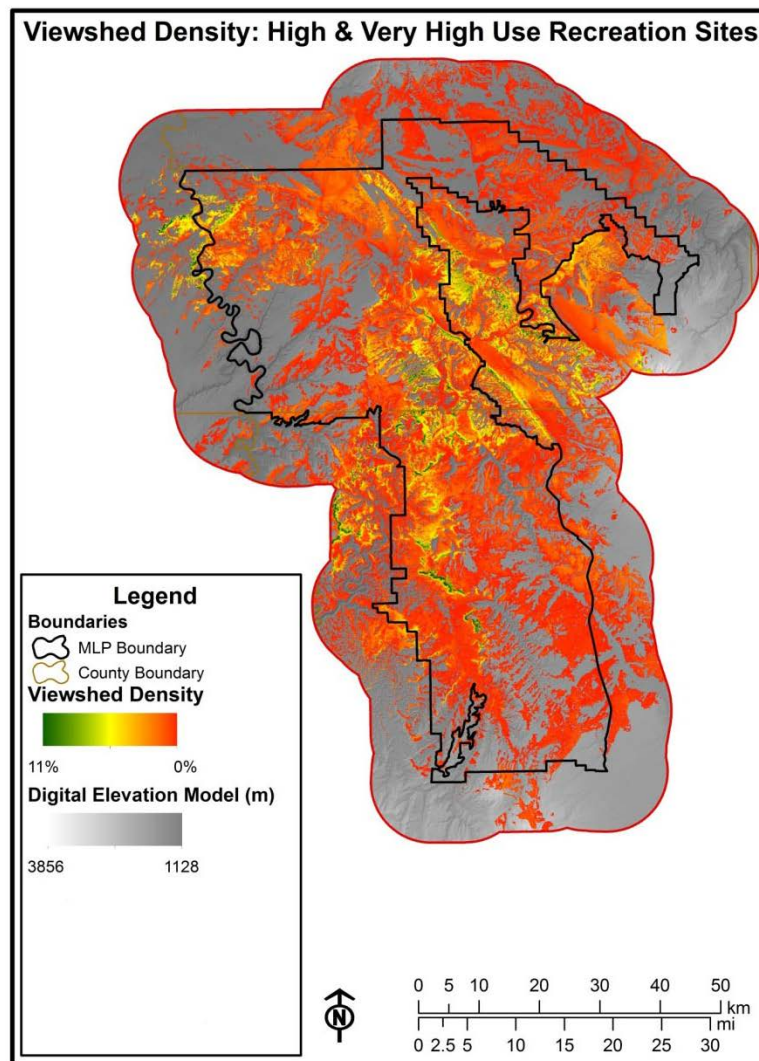 Viewshed Density: High & Very High Use Recreation Sites
Legend
Boundaries
MLP Boundary
County Boundary
Viewshed Density
11% 0%
Digital Elevation Model (m)
3856 1128
N
0 5 10 20 30 40 50
km
mi
0 2.5 5 10 15 20 25 30